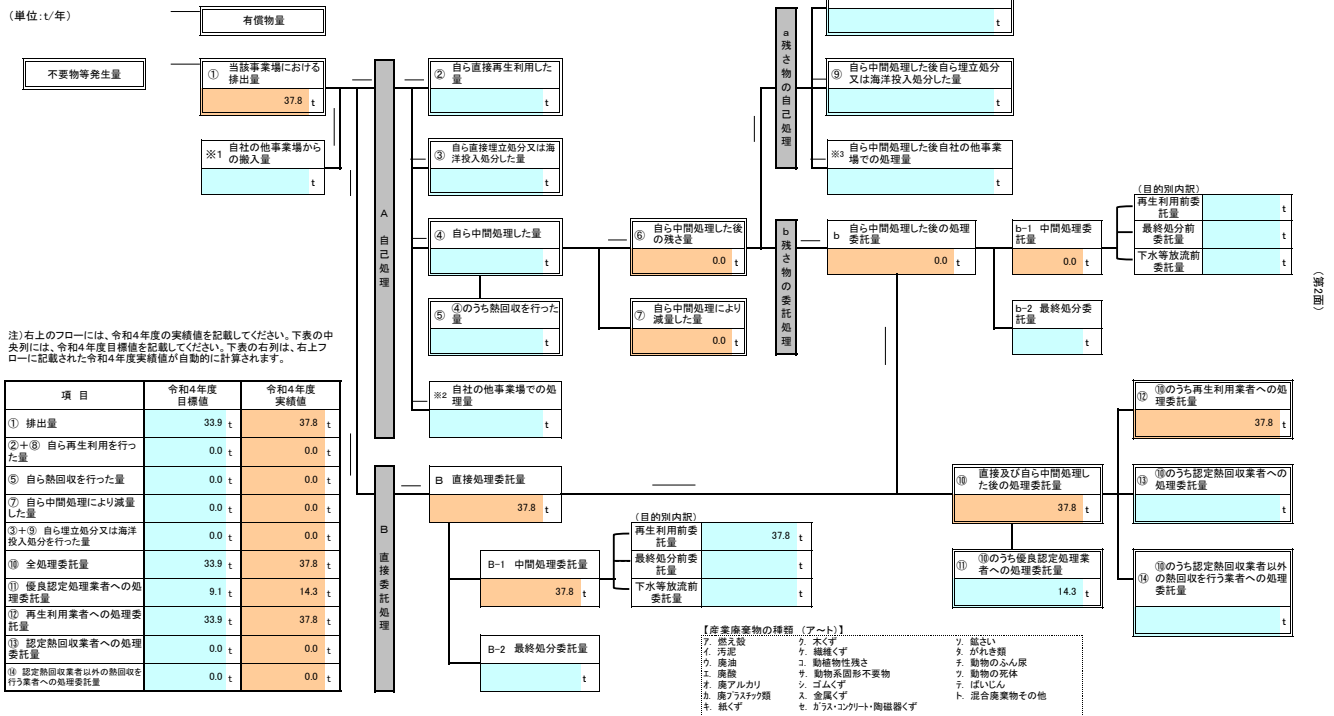 (単位:t/年)
有償物量
不要物等発生量
① 当該事業場における
排出量
37.8 t
※1 自社の他事業場から
の搬入量
t
A 自己処理
② 自ら直接再生利用した
量
t
③ 自ら直接埋立処分又は海
洋投入処分した量
t
④ 自ら中間処理した量
t
⑤ ④のうち熱回収を行った
量
t
※2 自社の他事業場での処
理量
t
⑥ 自ら中間処理した後
の残さ量
0.0 t
⑦ 自ら中間処理により
減量した量
0.0 t
a 残さ物の自己処理
t
⑨ 自ら中間処理した後自ら埋立処分
又は海洋投入処分した量
t
※3 自ら中間処理した後自社の他事業
場での処理量
t
b 残さ物の委託処理
b 自ら中間処理した後の処理
委託量
0.0 t
b-1 中間処理委
託量
0.0 t
b-2 最終処分委
託量
t
(目的別内訳)
再生利用前委
託量
t
最終処分前
委託量
t
下水等放流前
委託量
t
(第2面)
注)右上のフローには、令和4年度の実績値を記載してください。下表の中
央列には、令和4年度目標値を記載してください。下表の右列は、右上フ
ローに記載された令和4年度実績値が自動的に計算されます。
項 目 令和4年度 目標値 令和4年度 実績値
① 排出量 33.9 t 37.8 t
②+⑧ 自ら再生利用を行っ
た量 0.0 t 0.0 t
⑤ 自ら熱回収を行った量 0.0 t 0.0 t
⑦ 自ら中間処理により減量
した量 0.0 t 0.0 t
③+⑨ 自ら埋立処分又は海洋
投入処分を行った量 0.0 t 0.0 t
⑩ 全処理委託量 33.9 t 37.8 t
⑪ 優良認定処理業者への処
理委託量 9.1 t 14.3 t
⑫ 再生利用業者への処理委
託量 33.9 t 37.8 t
⑬ 認定熱回収業者への処理
委託量 0.0 t 0.0 t
⑭ 認定熱回収業者以外の熱回収を
行う業者への処理委託量 0.0 t 0.0 t
B 直接委託処理
B 直接処理委託量
37.8 t
B-1 中間処理委託量
37.8 t
B-2 最終処分委託量
t
(目的別内訳)
再生利用前委
託量
37.8 t
最終処分前委
託量
t
下水等放流前
委託量
t
⑩ 直接及び自ら中間処理し
た後の処理委託量
37.8 t
⑪ ⑩のうち優良認定処理業
者への処理委託量
14.3 t
⑫ ⑩のうち再生利用業者への処
理委託量
37.8 t
⑬ ⑩のうち認定熱回収業者への
処理委託量
t
⑭ ⑩のうち認定熱回収業者以外
の熱回収を行う業者への処理
委託量
t
【産業廃棄物の種類 (ア~ト)】
ア. 燃え殻 ク. 木くず ソ. 鉱さい
イ. 汚泥 ケ. 繊維くず タ. がれき類
ウ. 廃油 コ. 動植物性残さ チ. 動物のふん尿
エ. 廃酸 サ. 動物系固形不要物 ツ. 動物の死体
オ. 廃アルカリ シ. ゴムくず テ. ばいじん
カ. 廃プラスチック類 ス. 金属くず ト. 混合廃棄物その他
キ. 紙くず セ. ガラス・コンクリート・陶磁器くず